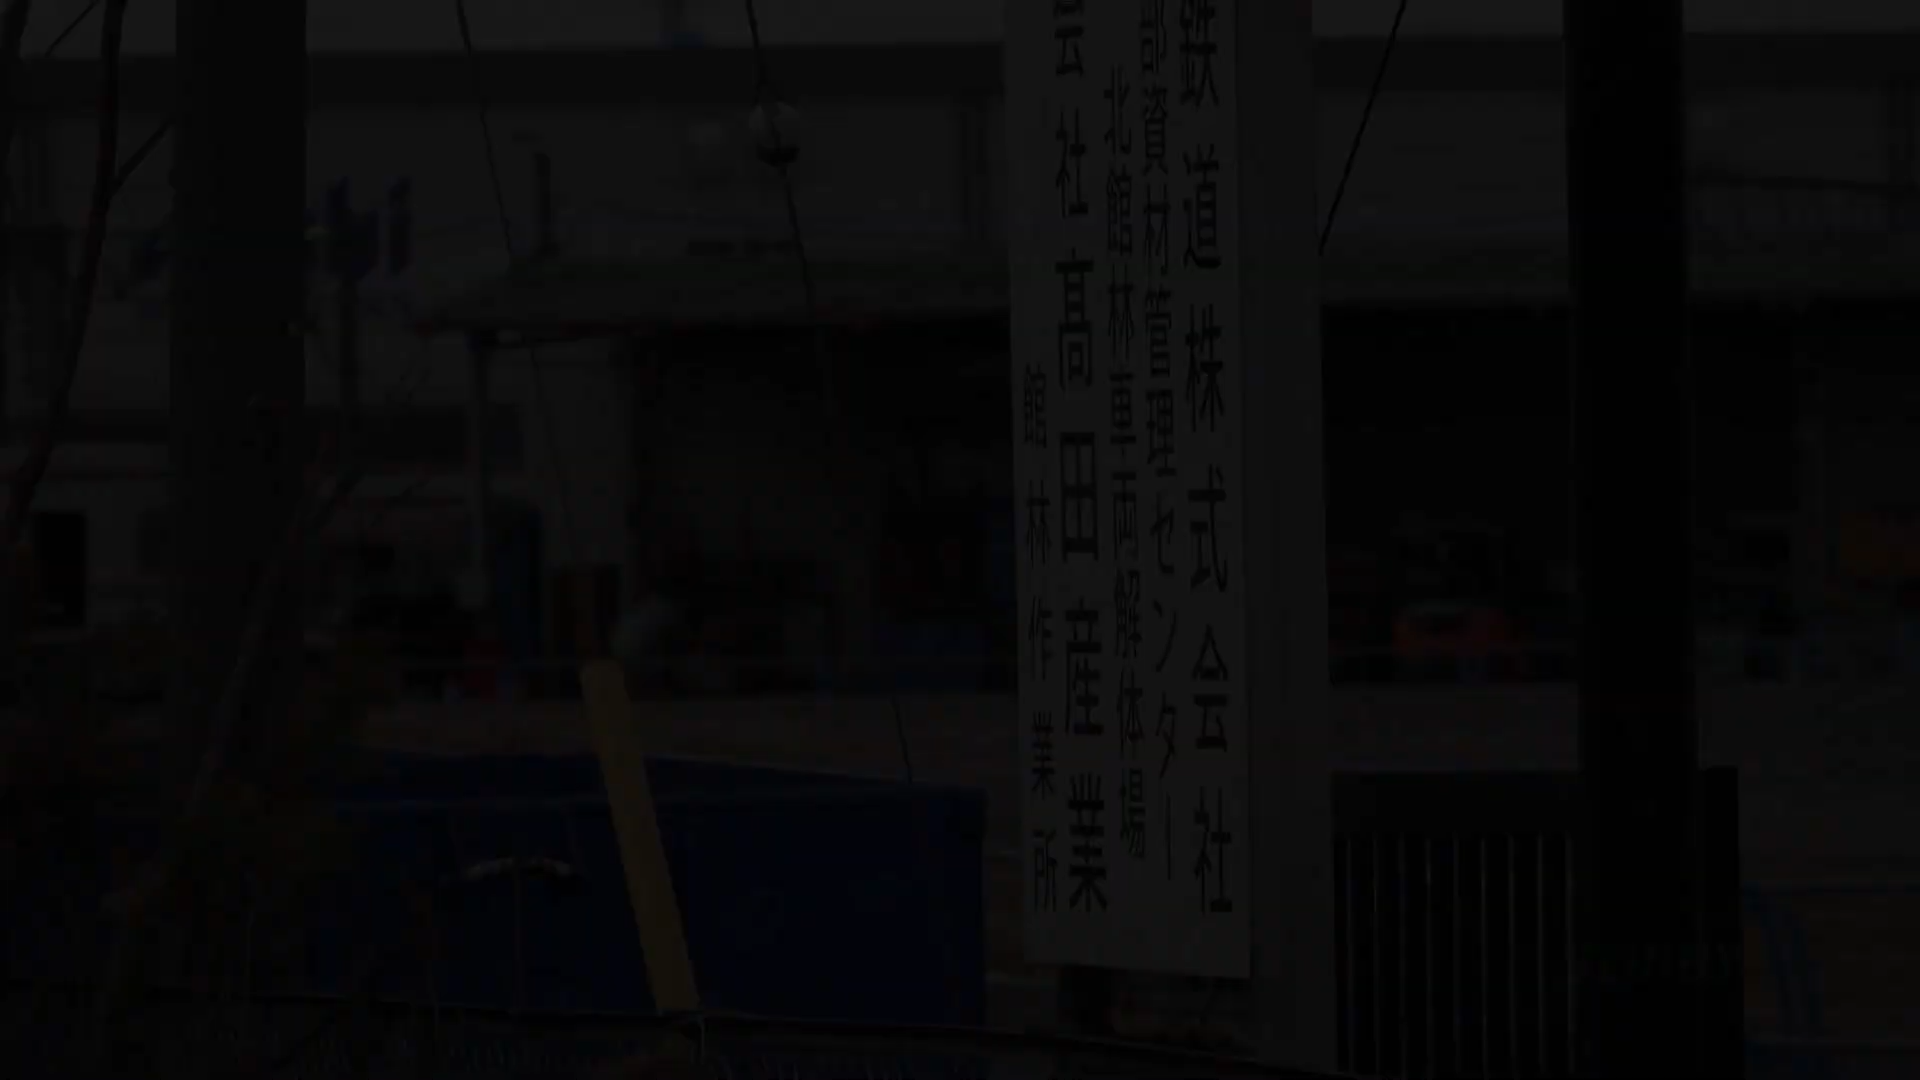 鉄道株式会社
部資材管理センター
北館林車両解体場
会社高田産業
館林作業所